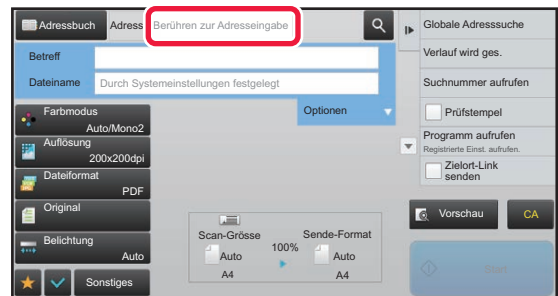 Adressbuch
Adress
Berühren zur Adresseingabe
Betreff
Dateiname
Durch Systemeinstellungen festgelegt
Optionen
Farbmodus
Auto/Mono2
Auflösung
200x200dpi
Dateiformat
PDF
Original
Belichtung
Auto
Sonstiges
Scan-Grösse
Auto
A4
100%
Sende-Format
Auto
A4
Globale Adresssuche
Verlauf wird ges.
Suchnummer aufrufen
Prüfstempel
Programm aufrufen
Registrierte Einst. aufrufen.
Zielort-Link
senden
Vorschau
CA
Start